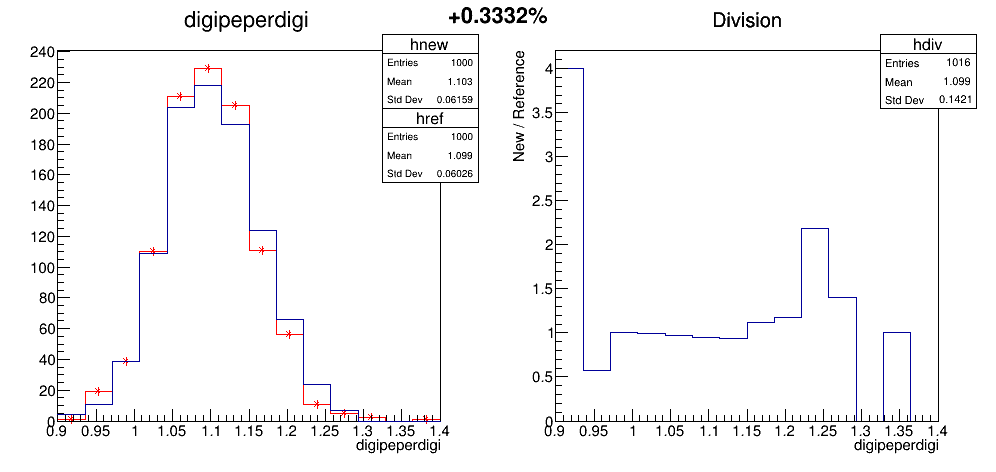 +0.3332%
digipeperdigi
hnew
Entries 1000
Mean 1.103
Std Dev 0.06159
href
Entries 1000
Mean 1.099
Std Dev 0.06026
240
220
200
180
160
140
120
100
80
60
40
20
0
0.9 0.95 1 1.05 1.1 1.15 1.2 1.25 1.3 1.35 1.4
digipeperdigi
Division
hdiv
Entries 1016
Mean 1.099
Std Dev 0.1421
New / Reference
4
3.5
3
2.5
2
1.5
1
0.5
0
0.9 0.95 1 1.05 1.1 1.15 1.2 1.25 1.3 1.35 1.4
digipeperdigi